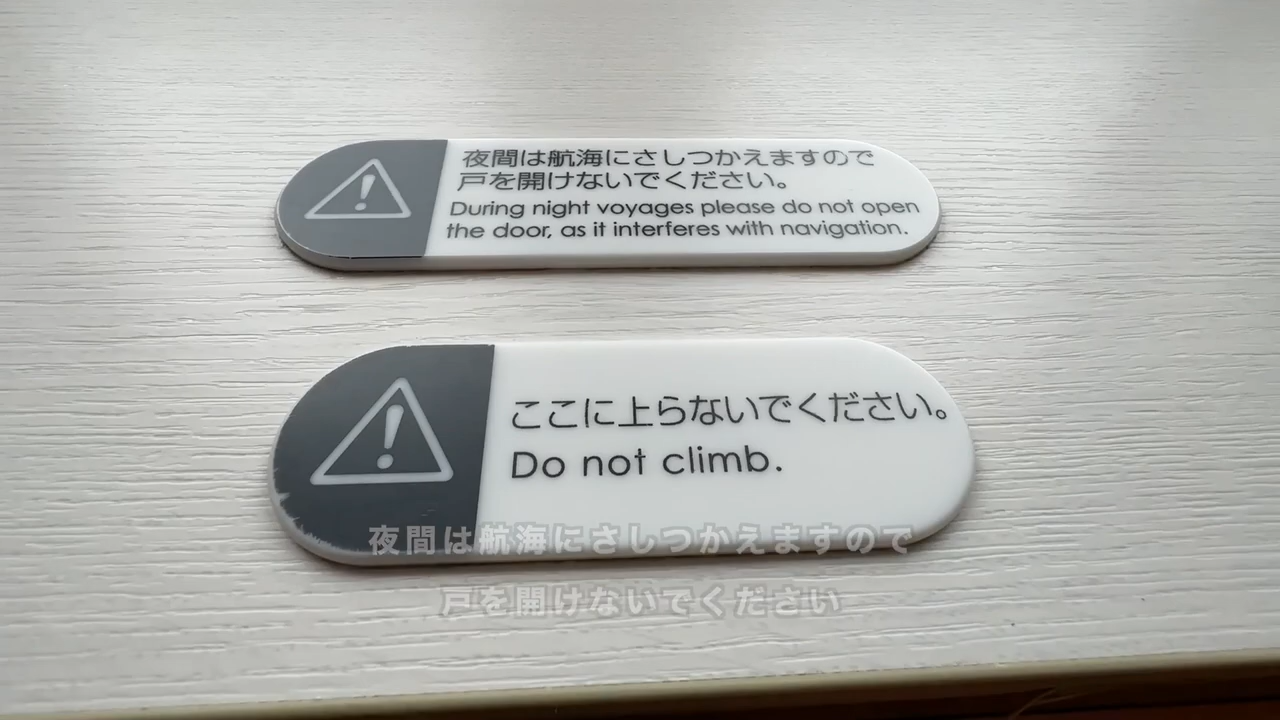 夜間は航海にさしつかえますので
戸を開けないでください。
During night voyages please do not open
the door, as it interferes with navigation.
ここに上らないでください。
Do not climb.
夜間は航海にさしつかえますので
戸を開けないでください